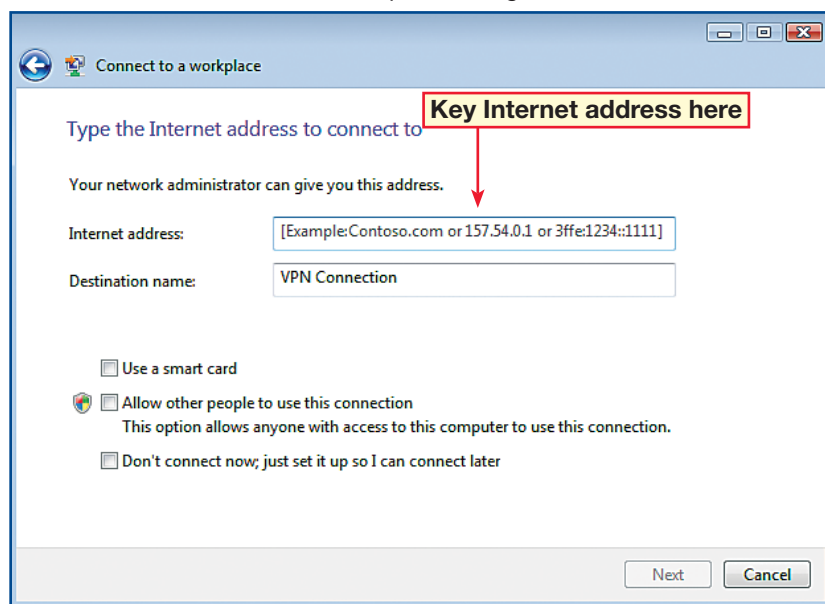 Connect to a workplace
Key Internet address here
Type the Internet address to connect to
Your network administrator can give you this address.
Internet address: [Example:Contoso.com or 157.54.0.1 or 3ffe:1234::1111]
Destination name: VPN Connection
Use a smart card
Allow other people to use this connection
This option allows anyone with access to this computer to use this connection.
Don't connect now; just set it up so I can connect later
Next Cancel